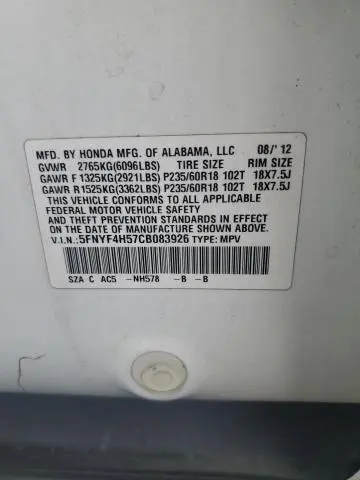 MFD. BY HONDA MFG. OF ALABAMA, LLC 08/'12
GVWR 2765KG(6096LBS) TIRE SIZE RIM SIZE
GAWR F 1325KG(2921LBS) P235/60R18 102T 18X7.5J
GAWR R1525KG(3362LBS) P235/60R18 102T 18X7.5J
THIS VEHICLE CONFORMS TO ALL APPLICABLE
FEDERAL MOTOR VEHICLE SAFETY, BUMPER,
AND THEFT PREVENTION STANDARDS IN EFFECT
ON THE DATE OF MANUFACTURE SHOWN ABOVE.
V.I.N.:5FNYF4H57CB083926 TYPE: MPV
SZA C AC5 -NH578 -B -B